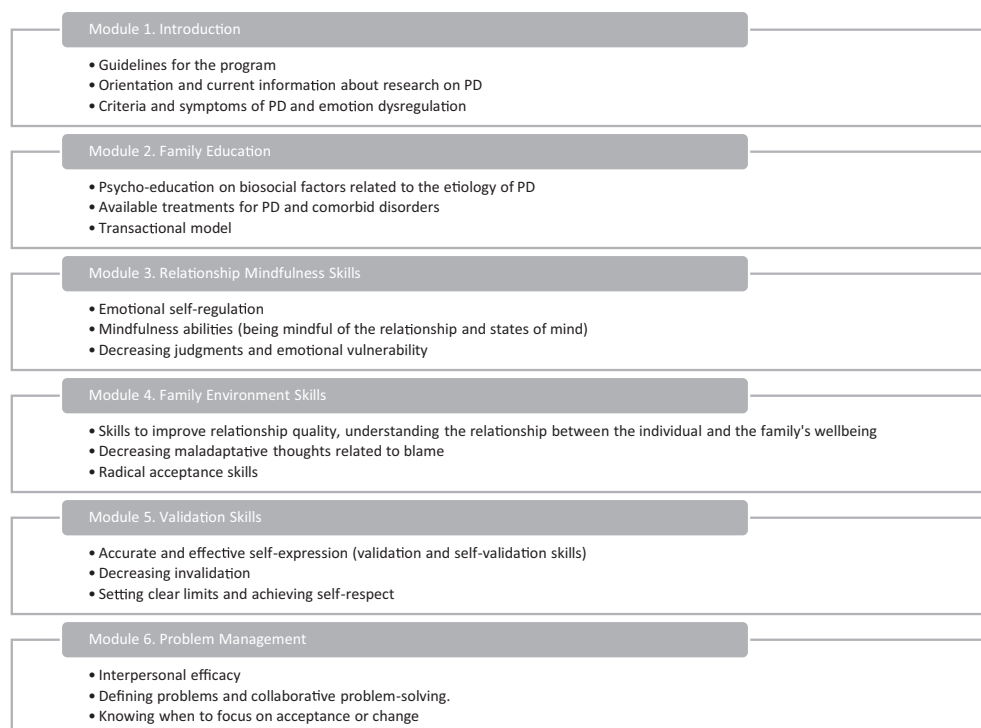 Module 1. Introduction
• Guidelines for the program
• Orientation and current information about research on PD
• Criteria and symptoms of PD and emotion dysregulation
Module 2. Family Education
• Psycho-education on biosocial factors related to the etiology of PD
• Available treatments for PD and comorbid disorders
• Transactional model
Module 3. Relationship Mindfulness Skills
• Emotional self-regulation
• Mindfulness abilities (being mindful of the relationship and states of mind)
• Decreasing judgments and emotional vulnerability
Module 4. Family Environment Skills
• Skills to improve relationship quality, understanding the relationship between the individual and the family's wellbeing
• Decreasing maladaptative thoughts related to blame
• Radical acceptance skills
Module 5. Validation Skills
• Accurate and effective self-expression (validation and self-validation skills)
• Decreasing invalidation
• Setting clear limits and achieving self-respect
Module 6. Problem Management
• Interpersonal efficacy
• Defining problems and collaborative problem-solving.
• Knowing when to focus on acceptance or change